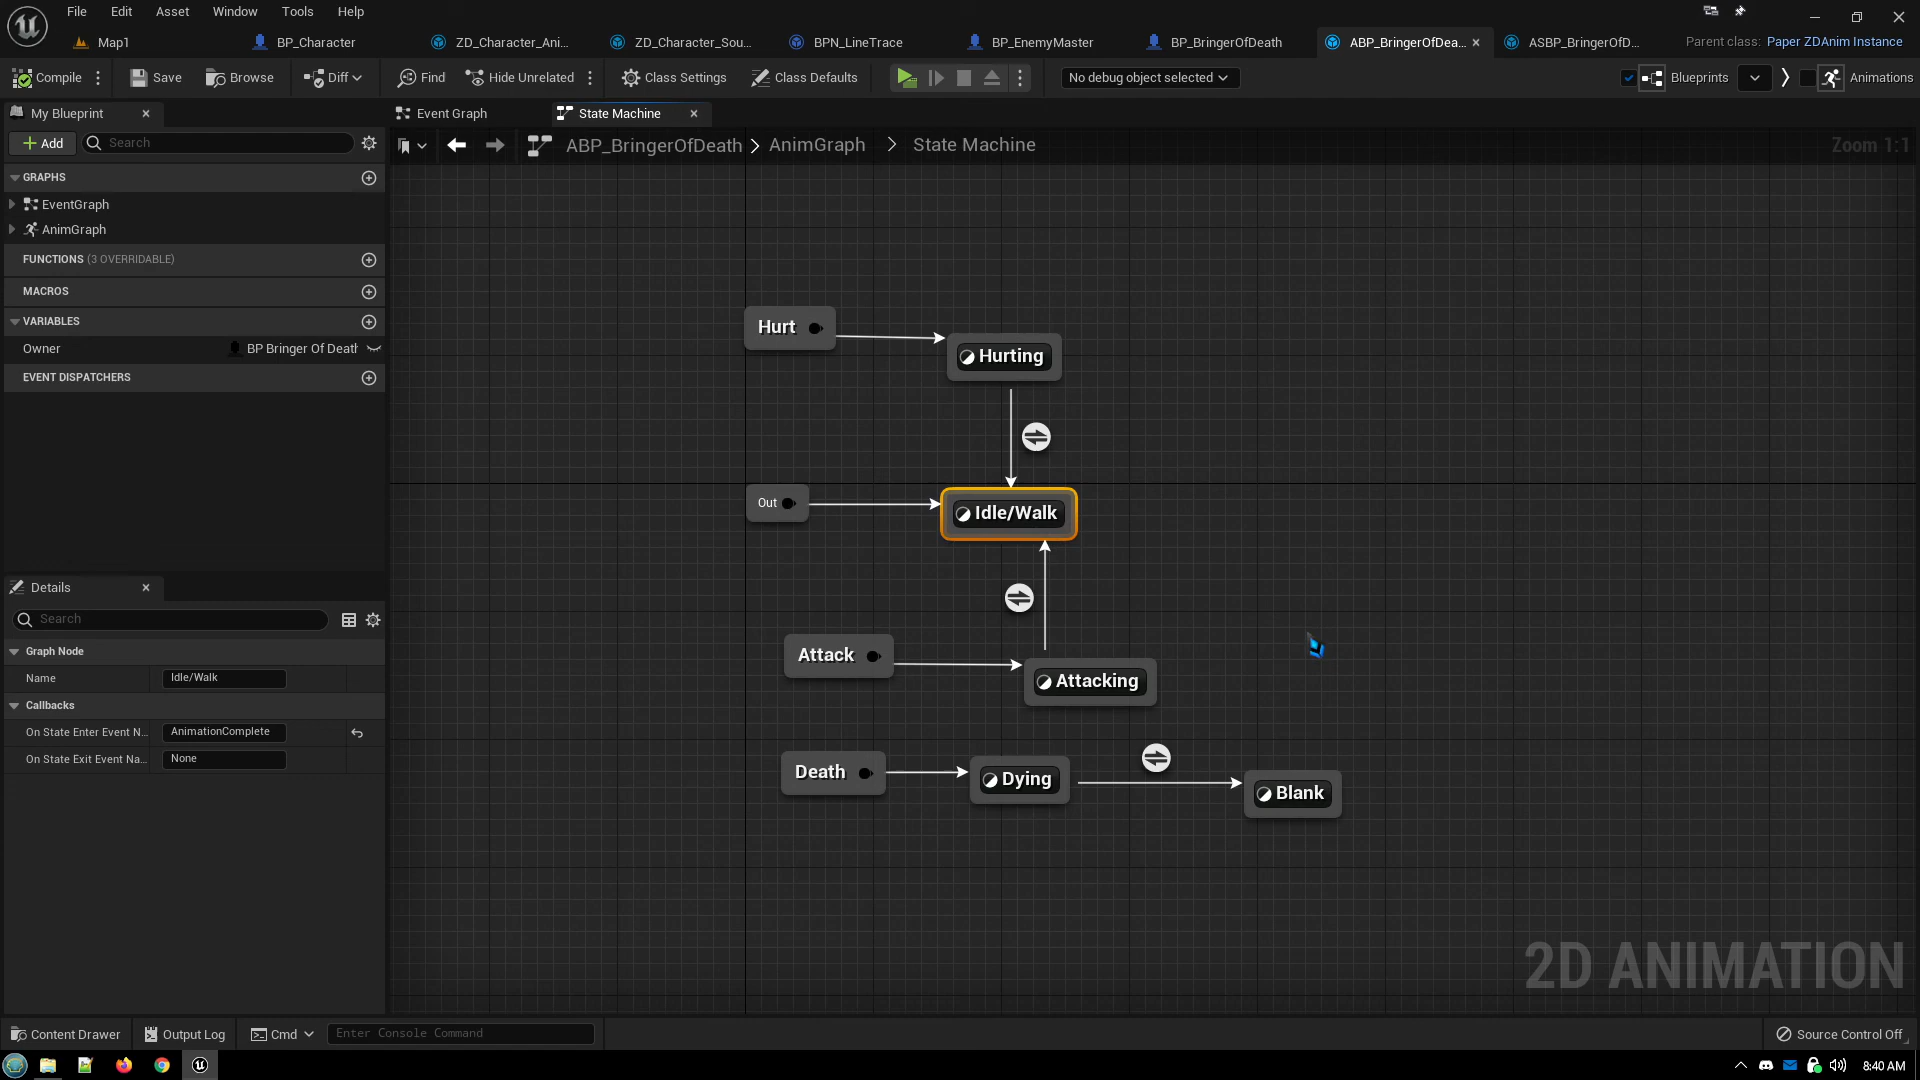 File Edit Asset Window Tools Help
Map1 BP_Character ZD_Character_Ani... ZD_Character_Sou... BPN_LineTrace BP_EnemyMaster BP_BringerOfDeath ABP_BringerOfDea... ASBP_BringerOfD... Parent class: Paper ZDAnim Instance
Compile Save Browse Diff Find Hide Unrelated Class Settings Class Defaults No debug object selected Blueprints Animations
My Blueprint
Event Graph State Machine
Add Search
ABP_BringerOfDeath > AnimGraph > State Machine Zoom 1:1
GRAPHS
EventGraph
AnimGraph
FUNCTIONS (3 OVERRIDABLE)
MACROS
VARIABLES
Owner BP Bringer Of Death
EVENT DISPATCHERS
Hurt
Hurting
Out
Idle/Walk
Attack
Attacking
Death
Dying
Blank
Details
Search
Graph Node
Name Idle/Walk
Callbacks
On State Enter Event N... AnimationComplete
On State Exit Event Na... None
2D ANIMATION
Content Drawer Output Log Cmd Enter Console Command Source Control Off
8:40 AM